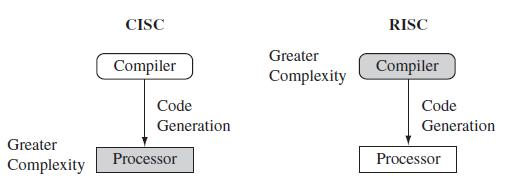 CISC
Compiler
Code
Generation
Greater
Complexity
Processor
RISC
Greater
Complexity
Compiler
Code
Generation
Processor